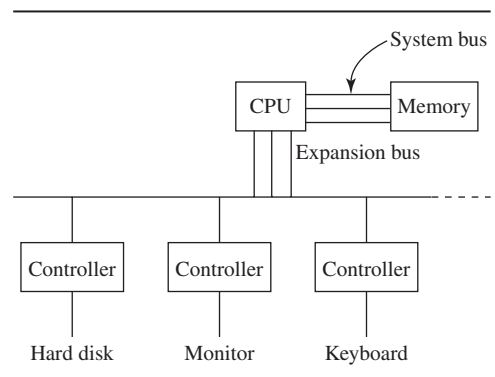 System bus
CPU
Memory
Expansion bus
Controller
Controller
Controller
Hard disk
Monitor
Keyboard